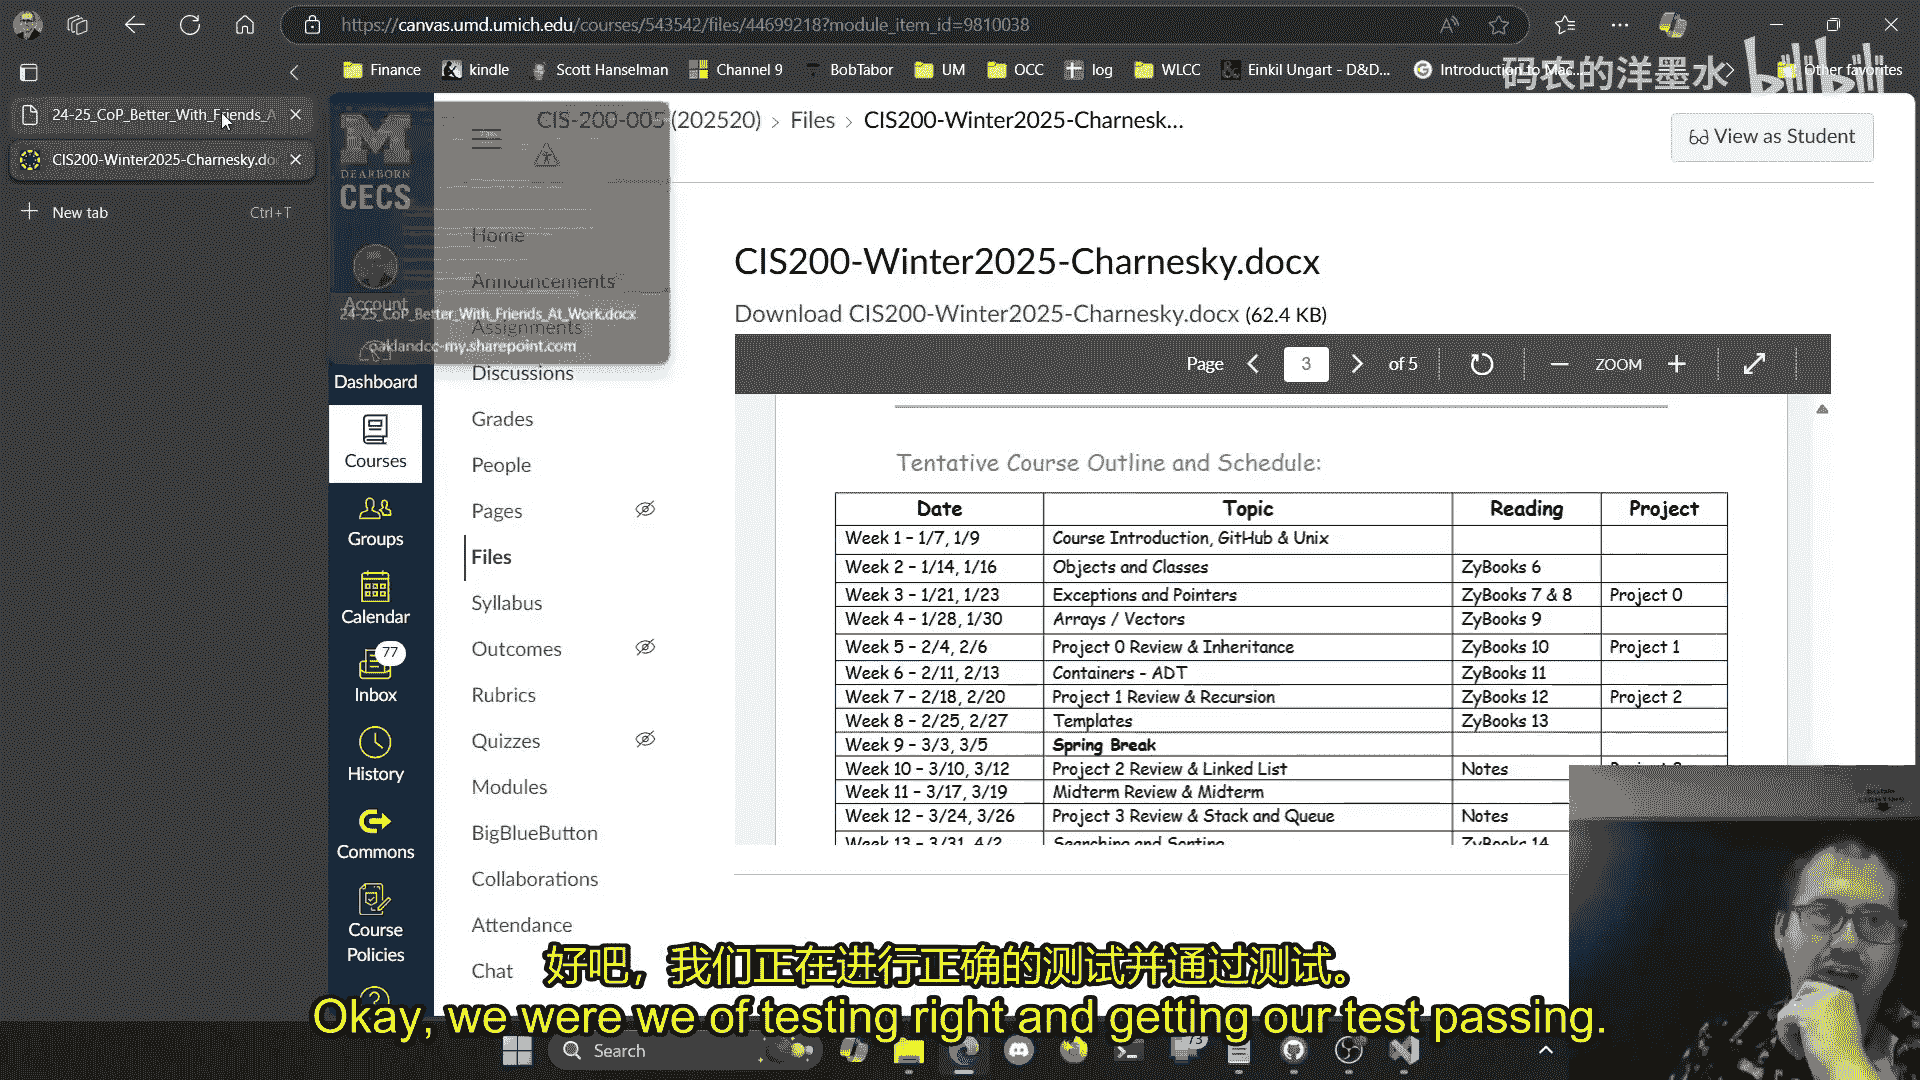 https://canvas.umd.umich.edu/courses/543542/files/44699218?module_item_id=9810038
Finance
kindle
Scott Hanselman
Channel 9
BobTabor
UM
OCC
log
WLCC
Einkil Ungart - D&D...
Introduction to Mac...
Other favorites
码农的洋墨水
bilibili
24-25_CoP_Better_With_Friends_A
CIS200-Winter2025-Charnesky.do
New tab
Ctrl+T
M
DEARBORN
CECS
Account
Dashboard
Courses
Groups
Calendar
77
Inbox
History
Commons
Course
Policies
24-25_CoP_Better_With_Friends_At_Work.docx
oaklandcc-my.sharepoint.com
CIS-200-005 (202520) > Files > CIS200-Winter2025-Charnesk...
View as Student
Home
Announcements
Assignments
Discussions
Grades
People
Pages
Files
Syllabus
Outcomes
Rubrics
Quizzes
Modules
BigBlueButton
Collaborations
Attendance
Chat
CIS200-Winter2025-Charnesky.docx
Download CIS200-Winter2025-Charnesky.docx (62.4 KB)
Page 3 of 5 ZOOM
Tentative Course Outline and Schedule:
Date Topic Reading Project
Week 1 – 1/7, 1/9 Course Introduction, GitHub & Unix
Week 2 – 1/14, 1/16 Objects and Classes ZyBooks 6
Week 3 – 1/21, 1/23 Exceptions and Pointers ZyBooks 7 & 8 Project 0
Week 4 – 1/28, 1/30 Arrays / Vectors ZyBooks 9
Week 5 – 2/4, 2/6 Project 0 Review & Inheritance ZyBooks 10 Project 1
Week 6 – 2/11, 2/13 Containers - ADT ZyBooks 11
Week 7 – 2/18, 2/20 Project 1 Review & Recursion ZyBooks 12 Project 2
Week 8 – 2/25, 2/27 Templates ZyBooks 13
Week 9 – 3/3, 3/5 Spring Break
Week 10 – 3/10, 3/12 Project 2 Review & Linked List Notes
Week 11 – 3/17, 3/19 Midterm Review & Midterm
Week 12 – 3/24, 3/26 Project 3 Review & Stack and Queue Notes
Week 13 – 3/31, 4/2 Searching and Sorting ZyBooks 14
好吧，我们正在进行正确的测试并通过测试。
Okay, we were we of testing right and getting our test passing.
Search
73